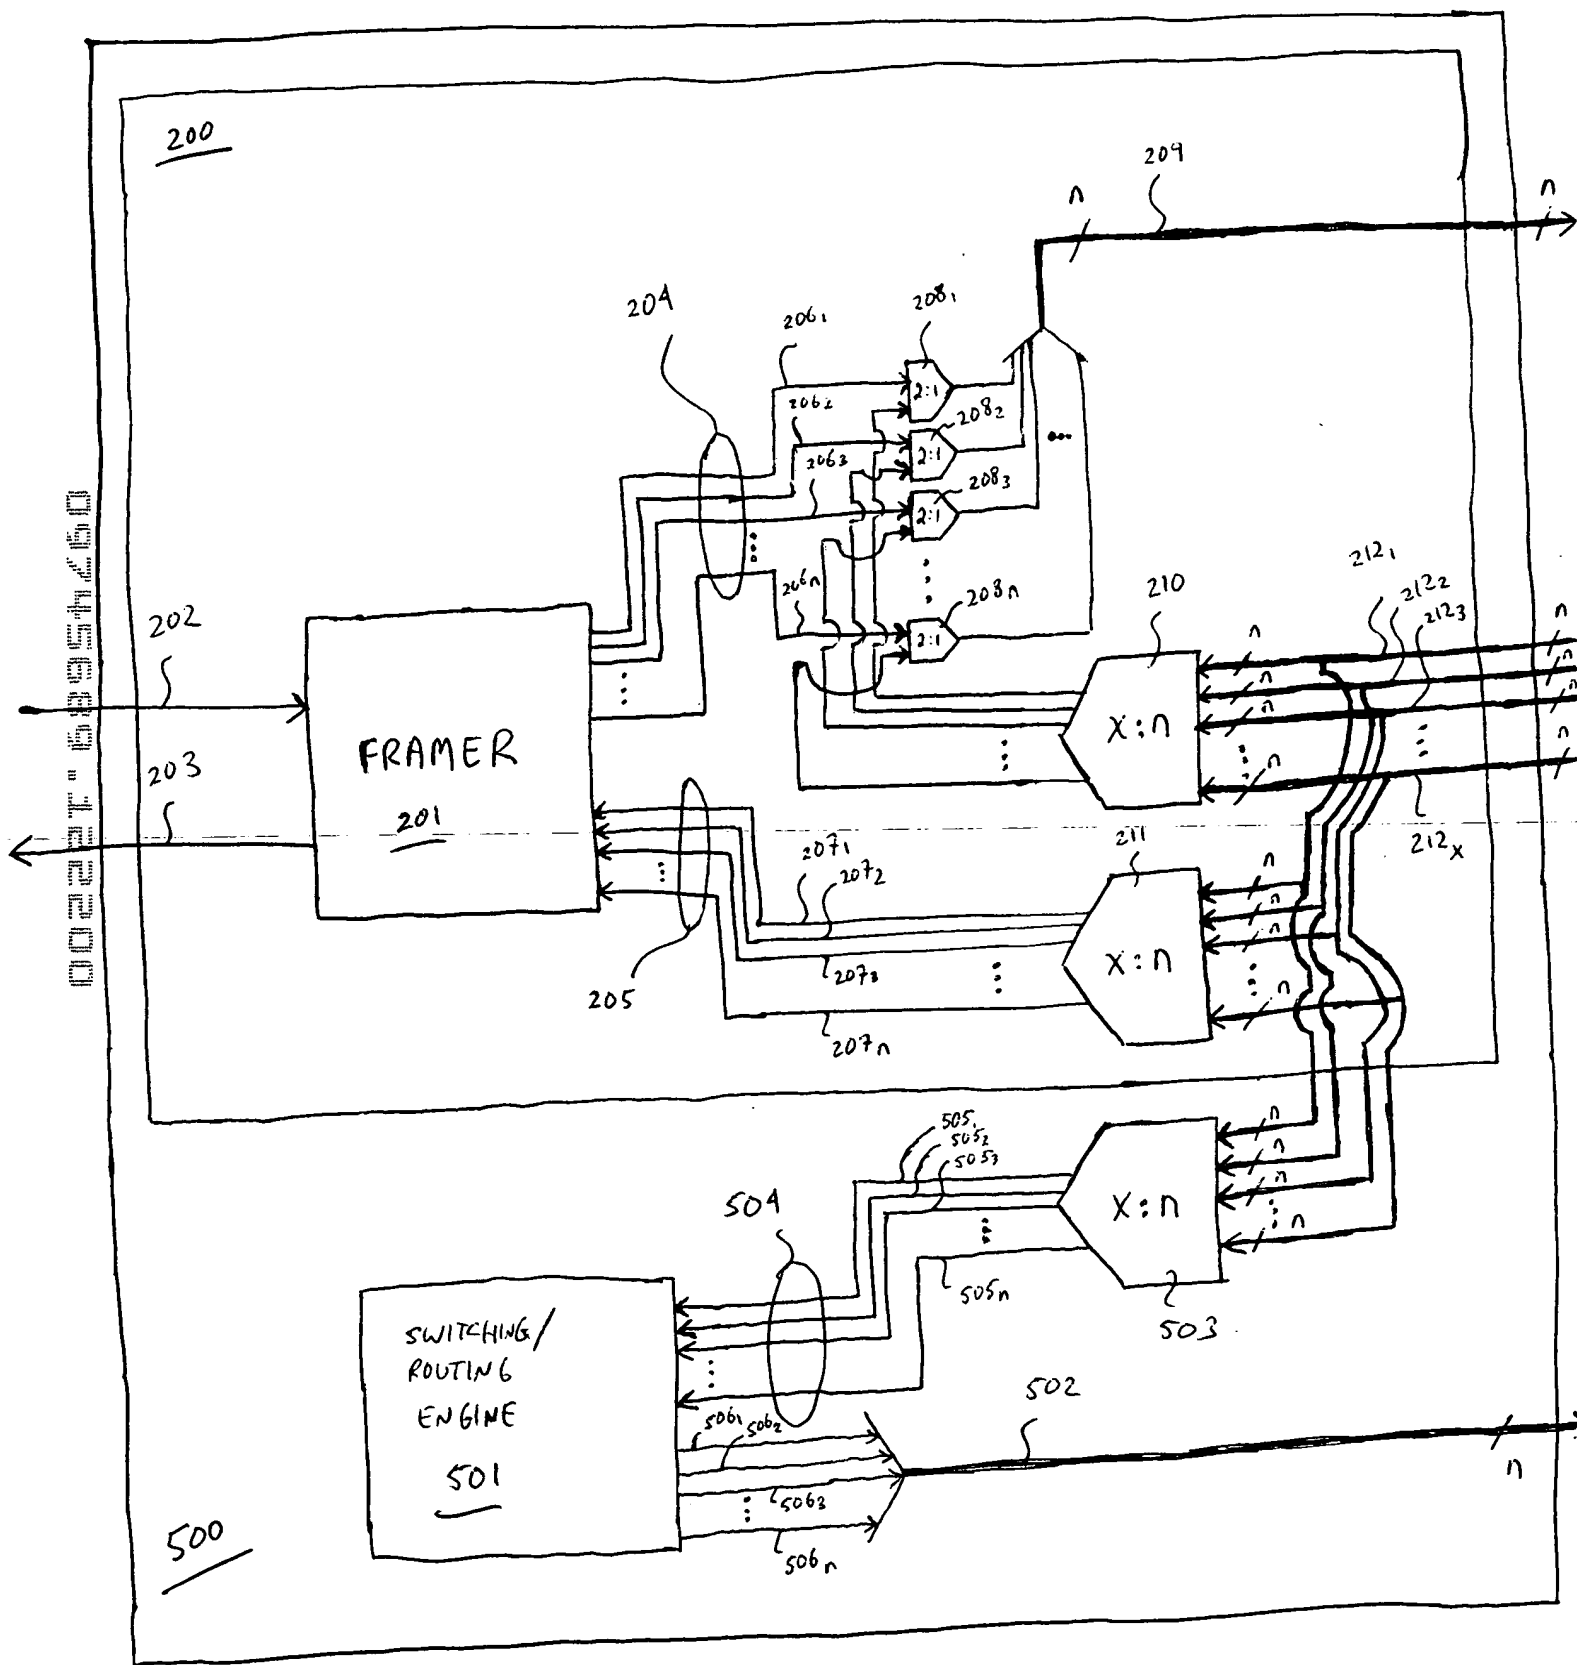 200
209
n
n
204
206₁
208₁
2:1
206₂
208₂
2:1
206₃
208₃
2:1
...
...
...
206n
208n
2:1
...
...
202
FRAMER
201
203
210
X:n
...
212₁
212₂
212₃
212x
n
n
n
n
n
n
n
n
...
...
205
207₁
207₂
207₃
207n
...
...
211
X:n
n
n
n
n
...
09745689.122200
504
505₁
505₂
505₃
505n
...
X:n
503
n
n
n
n
...
SWITCHING/
ROUTING
ENGINE
501
...
506₁
506₂
506₃
...
506n
502
n
500